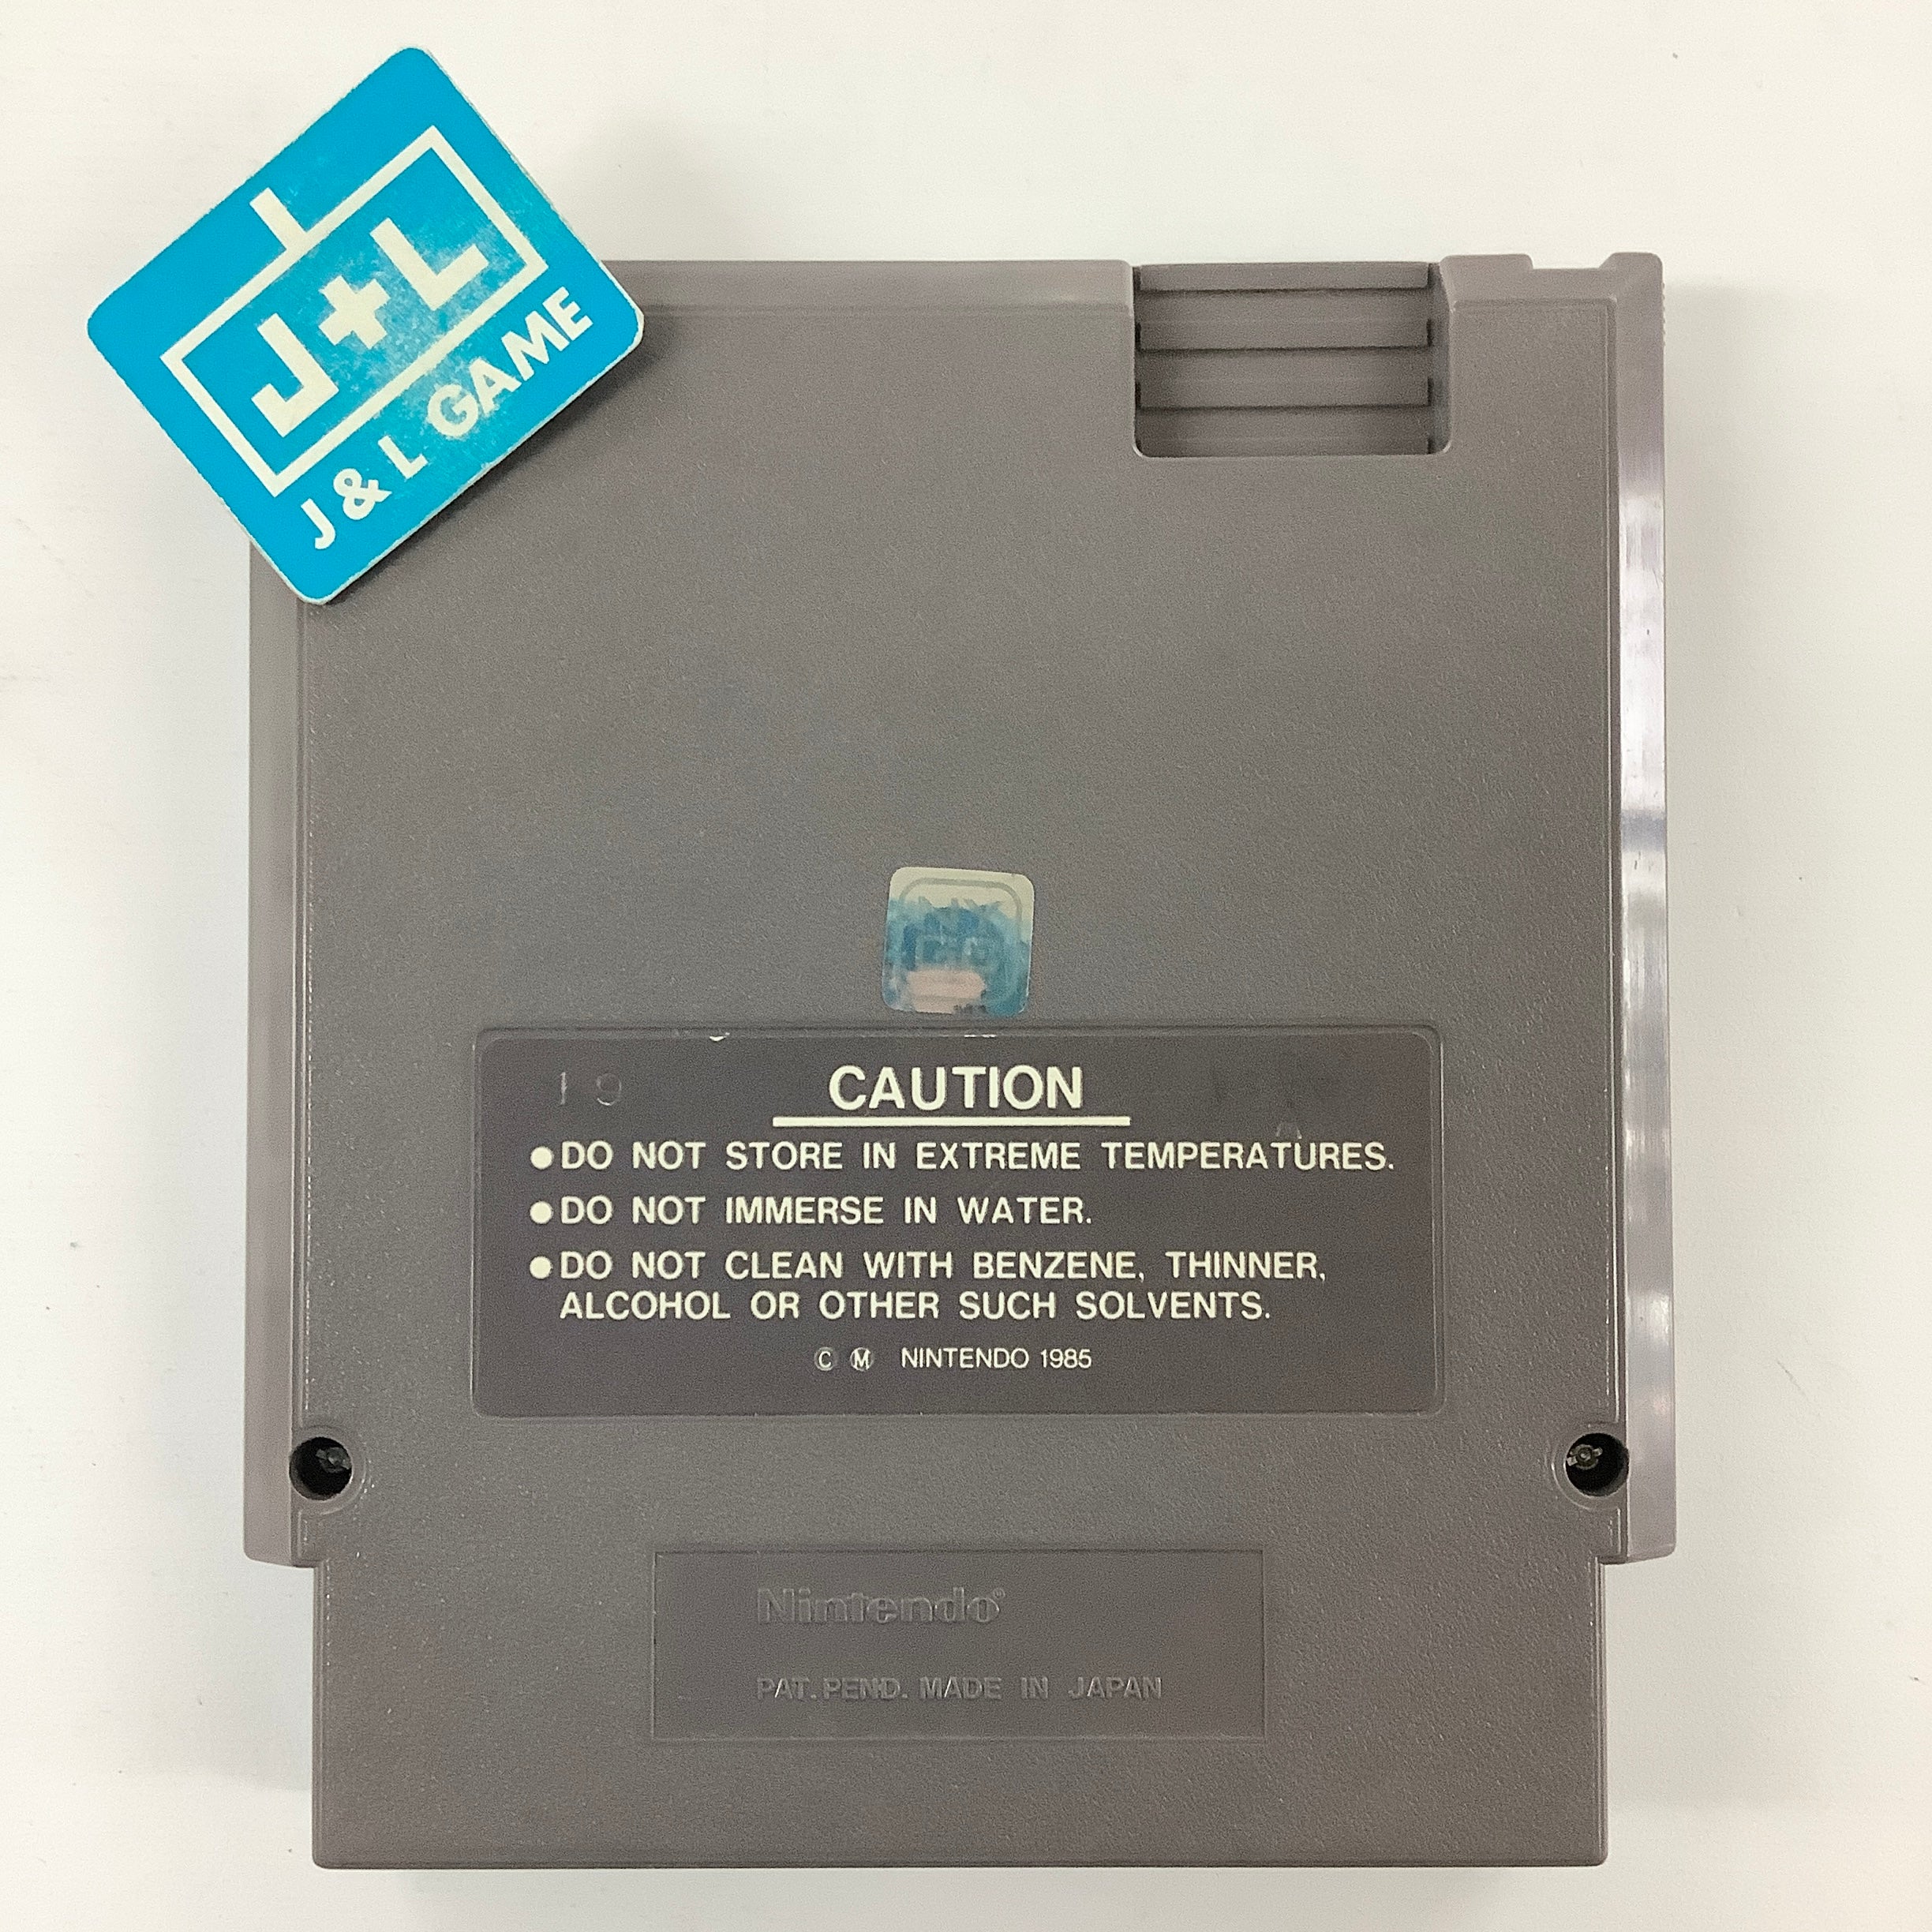 J+L
J & L GAME
19
CAUTION
A
●DO NOT STORE IN EXTREME TEMPERATURES.
●DO NOT IMMERSE IN WATER.
●DO NOT CLEAN WITH BENZENE, THINNER,
ALCOHOL OR OTHER SUCH SOLVENTS.
Ⓒ Ⓜ NINTENDO 1985
Nintendo®
PAT. PEND. MADE IN JAPAN